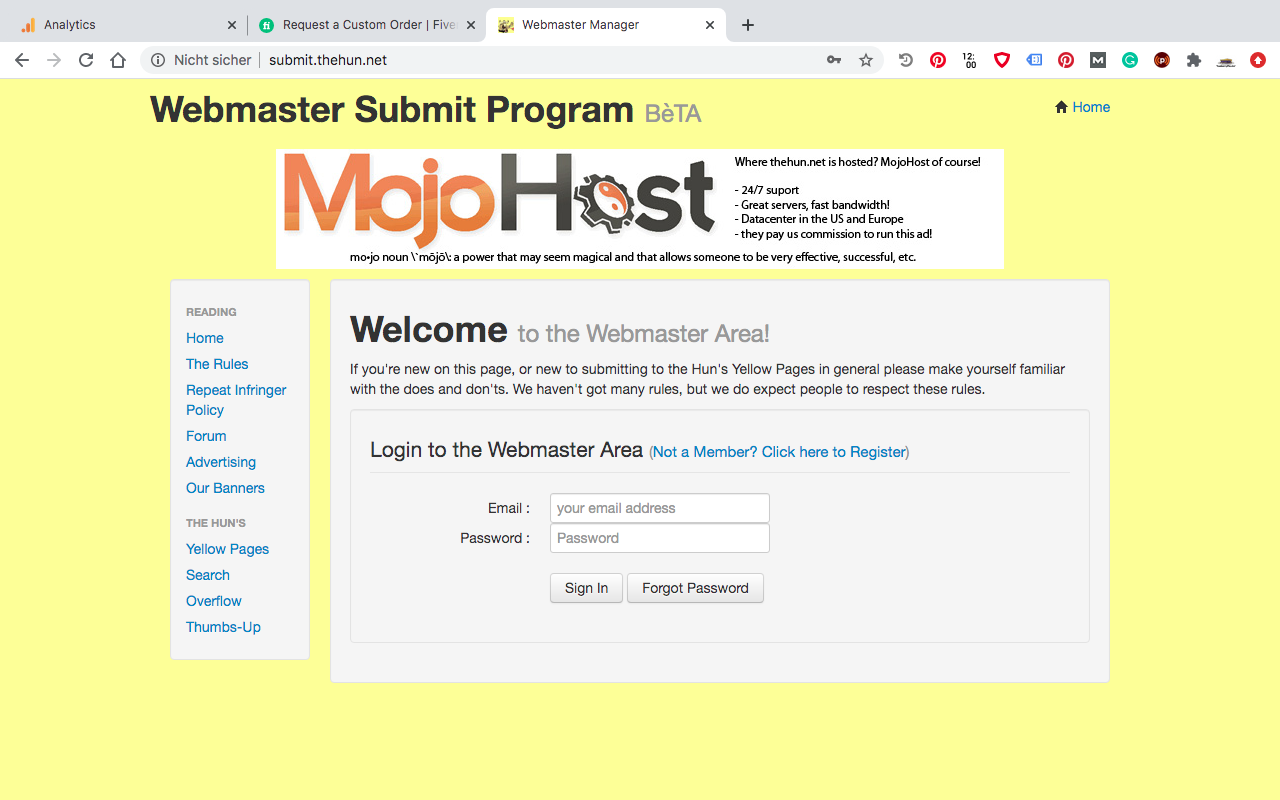 Analytics
Request a Custom Order | Five
Webmaster Manager
Nicht sicher
submit.thehun.net
12:
00
Webmaster Submit Program BèTA
Home
MojoHost
Where thehun.net is hosted? MojoHost of course!
- 24/7 suport
- Great servers, fast bandwidth!
- Datacenter in the US and Europe
- they pay us commission to run this ad!
mo•jo noun \ˋmōjō\: a power that may seem magical and that allows someone to be very effective, successful, etc.
READING
Home
The Rules
Repeat Infringer
Policy
Forum
Advertising
Our Banners
THE HUN'S
Yellow Pages
Search
Overflow
Thumbs-Up
Welcome to the Webmaster Area!
If you're new on this page, or new to submitting to the Hun's Yellow Pages in general please make yourself familiar
with the does and don'ts. We haven't got many rules, but we do expect people to respect these rules.
Login to the Webmaster Area (Not a Member? Click here to Register)
Email :
your email address
Password :
Password
Sign In
Forgot Password